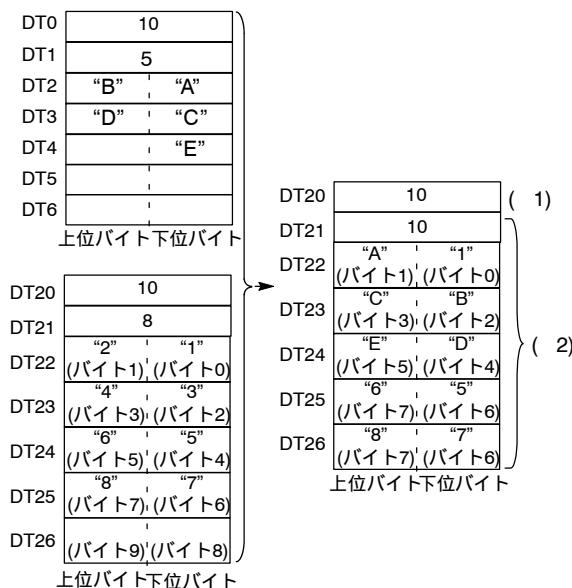 DT0 10
DT1 5
DT2 “B” “A”
DT3 “D” “C”
DT4 “E”
DT5
DT6
上位バイト 下位バイト
DT20 10
DT21 8
DT22 “2” “1”
(バイト1) (バイト0)
DT23 “4” “3”
(バイト3) (バイト2)
DT24 “6” “5”
(バイト5) (バイト4)
DT25 “8” “7”
(バイト7) (バイト6)
DT26
(バイト9) (バイト8)
上位バイト 下位バイト
DT20 10 ( 1)
DT21 10
DT22 “A” “1”
(バイト1) (バイト0)
DT23 “C” “B”
(バイト3) (バイト2)
DT24 “E” “D”
(バイト5) (バイト4)
( 2)
DT25 “6” “5”
(バイト7) (バイト6)
DT26 “8” “7”
(バイト7) (バイト6)
上位バイト 下位バイト